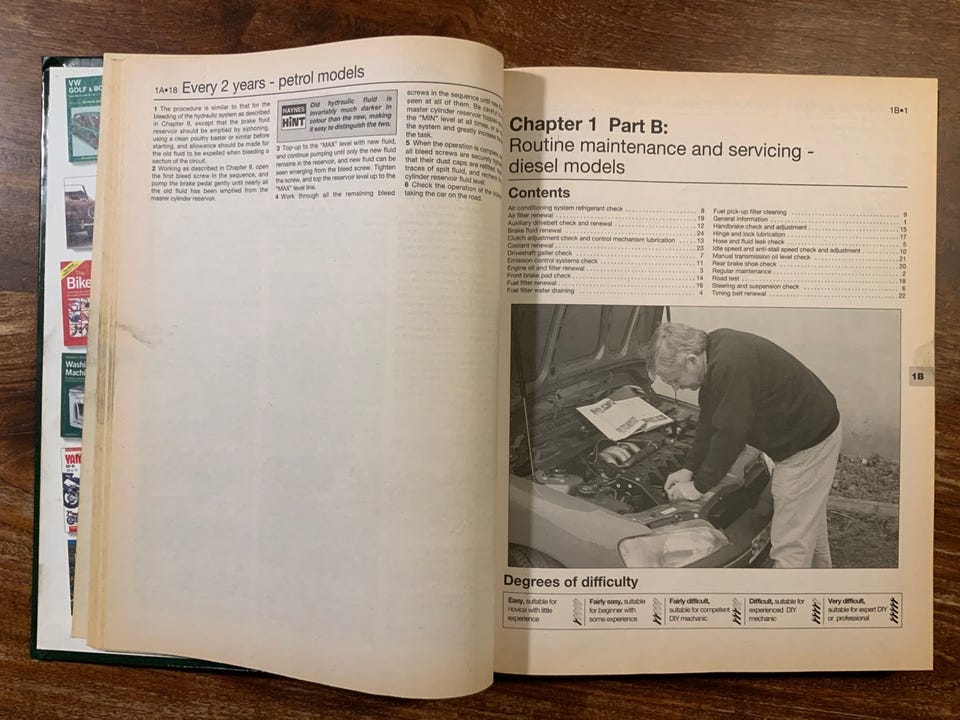 1A•18 Every 2 years - petrol models
1 The procedure is similar to that for the
bleeding of the hydraulic system as described
in Chapter 9, except that the brake fluid
reservoir should be emptied by siphoning,
using a clean poultry baster or similar before
starting, and allowance should be made for
the old fluid to be expelled when bleeding a
section of the circuit.
2 Working as described in Chapter 9, open
the first bleed screw in the sequence, and
pump the brake pedal gently until nearly all
the old fluid has been emptied from the
master cylinder reservoir.
HAYNES
HiNT
Old hydraulic fluid is
invariably much darker in
colour than the new, making
it easy to distinguish the two.
3 Top-up to the "MAX" level with new fluid,
and continue pumping until only the new fluid
remains in the reservoir, and new fluid can be
seen emerging from the bleed screw. Tighten
the screw, and top the reservoir level up to the
"MAX" level line.
4 Work through all the remaining bleed
screws in the sequence until new
seen at all of them. Be careful
master cylinder reservoir topped
"MIN" level at all times, or
the system and greatly increase
the task.
5 When the operation is complete,
all bleed screws are securely
that their dust caps are refitted.
traces of spilt fluid, and recheck
cylinder reservoir fluid level.
6 Check the operation of the
taking the car on the road.
VW
GOLF &
The
Bike
Washi
Mach
YAM
1B•1
Chapter 1 Part B:
Routine maintenance and servicing -
diesel models
Contents
Air conditioning system refrigerant check 8
Air filter renewal 19
Auxiliary drivebelt check and renewal 12
Brake fluid renewal 24
Clutch adjustment check and control mechanism lubrication 13
Coolant renewal 23
Driveshaft gaiter check 7
Emission control systems check 11
Engine oil and filter renewal 3
Front brake pad check 14
Fuel filter renewal 16
Fuel filter water draining 4
Fuel pick-up filter cleaning 9
General information 1
Handbrake check and adjustment 15
Hinge and lock lubrication 17
Hose and fluid leak check 5
Idle speed and anti-stall speed check and adjustment 10
Manual transmission oil level check 21
Rear brake shoe check 20
Regular maintenance 2
Road test 18
Steering and suspension check 6
Timing belt renewal 22
1B
Degrees of difficulty
Easy, suitable for
novice with little
experience
Fairly easy, suitable
for beginner with
some experience
Fairly difficult,
suitable for competent
DIY mechanic
Difficult, suitable for
experienced DIY
mechanic
Very difficult,
suitable for expert DIY
or professional